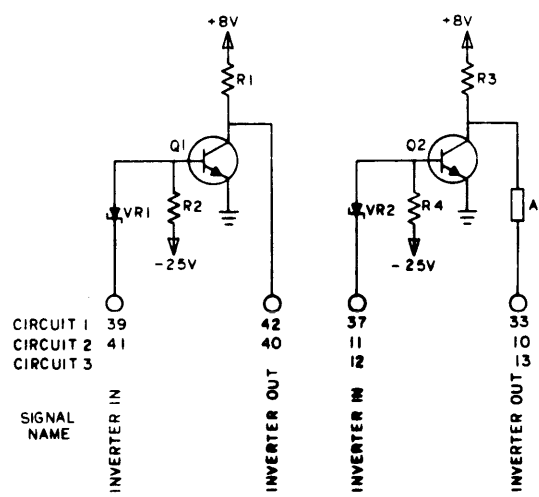 +8V +8V
R1 R3
Q1 Q2
VR1 R2 VR2 R4 A
-25V -25V
CIRCUIT 1 39 42 37 33
CIRCUIT 2 41 40 11 10
CIRCUIT 3 12 13
SIGNAL
NAME
INVERTER IN
INVERTER OUT
INVERTER IN
INVERTER OUT